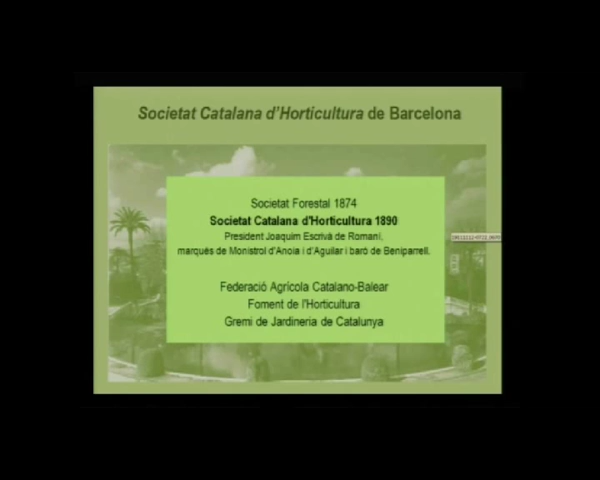 Societat Catalana d'Horticultura de Barcelona
Societat Forestal 1874
Societat Catalana d'Horticultura 1890
President Joaquim Escrivà de Romaní,
marquès de Monistrol d'Anoia i d'Aguilar i baró de Beniparrell.
Federació Agrícola Catalano-Balear
Foment de l'Horticultura
Gremi de Jardineria de Catalunya